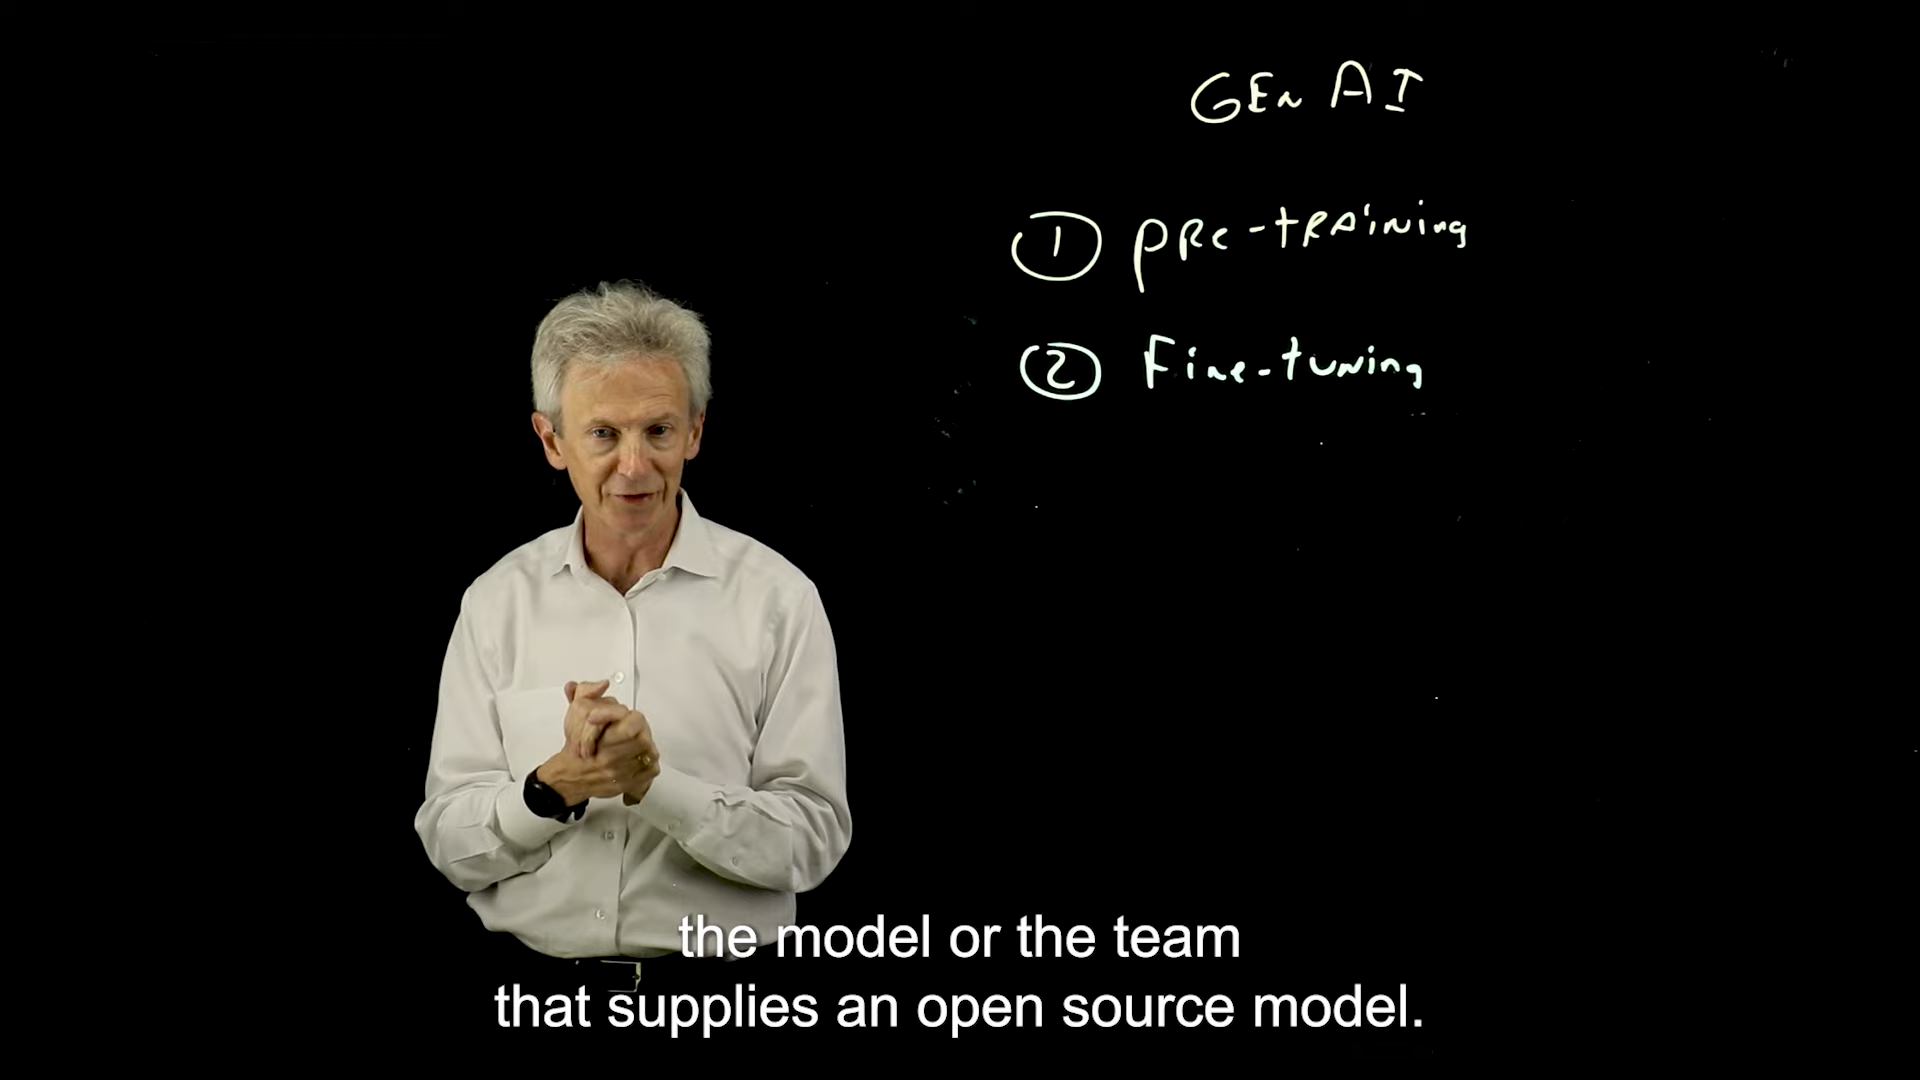 GEn AI
1 pRe-tRAining
2 Fine-tuning
the model or the team
that supplies an open source model.